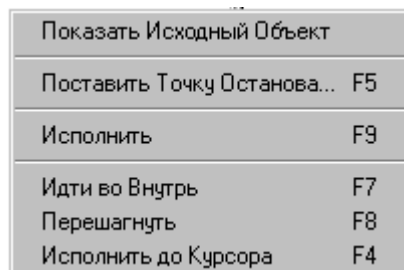 Показать Исходный Объект
Поставить Точку Останова... F5
Исполнить F9
Идти во Внутрь F7
Перешагнуть F8
Исполнить до Курсора F4